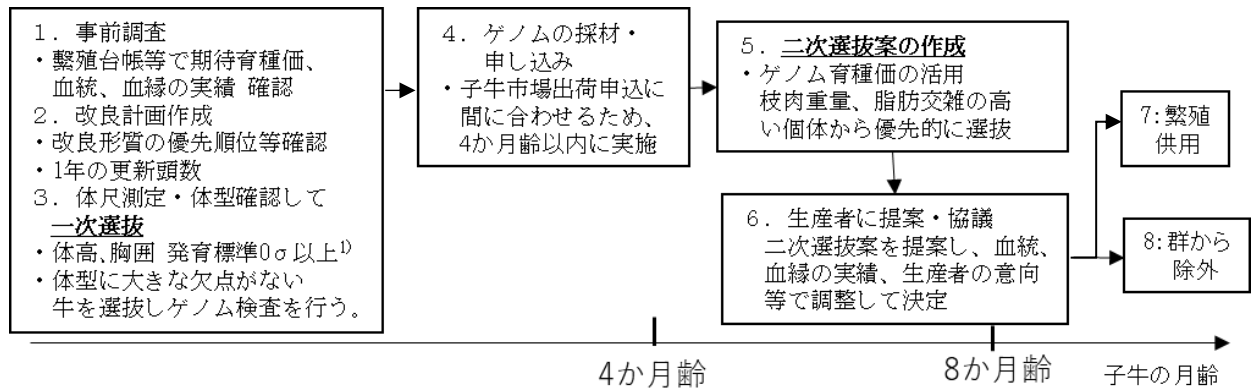 1．事前調査
・繫殖台帳等で期待育種価、
血統、血縁の実績 確認
2．改良計画作成
・改良形質の優先順位等確認
・1年の更新頭数
3．体尺測定・体型確認して
一次選抜
・体高、胸囲 発育標準0σ以上1)
・体型に大きな欠点がない
牛を選抜しゲノム検査を行う。
4．ゲノムの採材・
申し込み
・子牛市場出荷申込に
間に合わせるため、
4か月齢以内に実施
5．二次選抜案の作成
・ゲノム育種価の活用
枝肉重量、脂肪交雑の高
い個体から優先的に選抜
6．生産者に提案・協議
二次選抜案を提案し、血統、
血縁の実績、生産者の意向
等で調整して決定
7:繁殖
供用
8:群から
除外
4か月齢
8か月齢
子牛の月齢